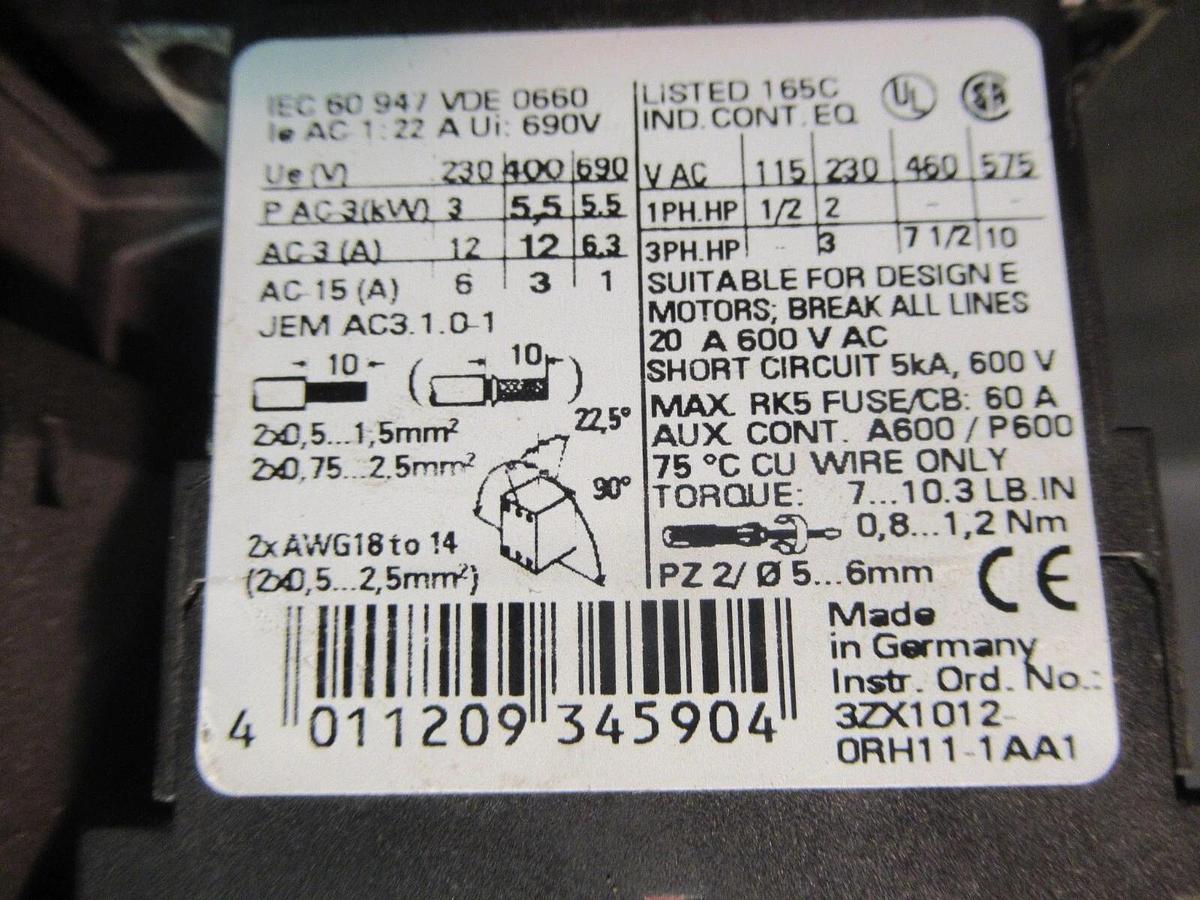 IEC 60 947 VDE 0660
Ie AC-1:22 A Ui: 690V
Ue (V) 230 400 690
P AC-3(kW) 3 5,5 5.5
AC-3 (A) 12 12 6.3
AC-15 (A) 6 3 1
JEM AC3.1.0-1
10 10
22,5°
2x0,5...1,5mm²
2x0,75...2.5mm²
90°
2x AWG18 to 14
(2x0,5...2,5mm²)
LISTED 165C UL SA
IND. CONT. EQ
V AC 115 230 460 575
1PH.HP 1/2 2 - -
3PH.HP - 3 7 1/2 10
SUITABLE FOR DESIGN E
MOTORS; BREAK ALL LINES
20 A 600 V AC
SHORT CIRCUIT 5kA, 600 V
MAX. RK5 FUSE/CB: 60 A
AUX. CONT. A600 / P600
75 °C CU WIRE ONLY
TORQUE: 7...10.3 LB.IN
0,8...1,2 Nm
PZ 2/ Ø 5...6mm CE
4 011209 345904
Made
in Germany
Instr. Ord. No.:
3ZX1012-
0RH11-1AA1